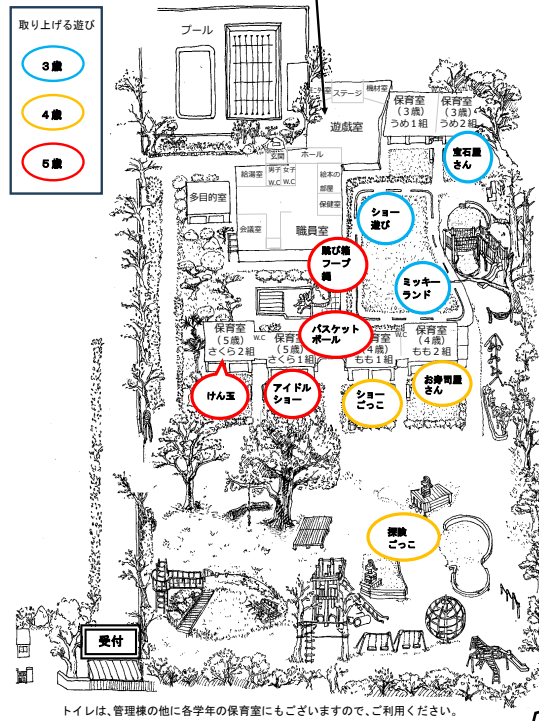 取り上げる遊び
３歳
４歳
５歳
プール
ステージ
機材室
遊戯室
保育室
（３歳）
うめ１組
保育室
（３歳）
うめ２組
宝石屋
さん
玄関
ホール
給湯室
男子
W.C
女子
W.C
絵本の
部屋
保健室
多目的室
会議室
職員室
ショー
遊び
跳び箱
フープ
縄
ミッキー
ランド
保育室
（５歳）
さくら２組
W.C
保育室
（５歳）
さくら１組
バスケット
ボール
（４歳）
もも１組
W.C
保育室
（４歳）
もも２組
けん玉
アイドル
ショー
ショー
ごっこ
お寿司屋
さん
探険
ごっこ
受付
トイレは、管理棟の他に各学年の保育室にもございますので、ご利用ください。